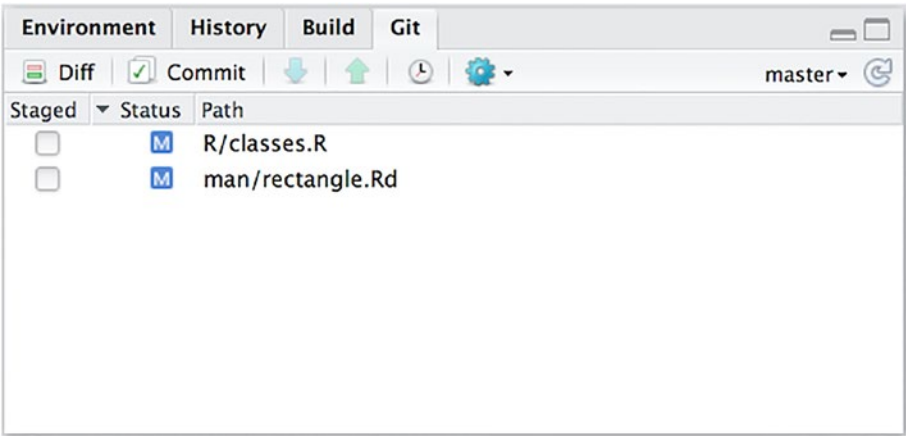 Environment History Build Git
Diff Commit master
Staged Status Path
M R/classes.R
M man/rectangle.Rd